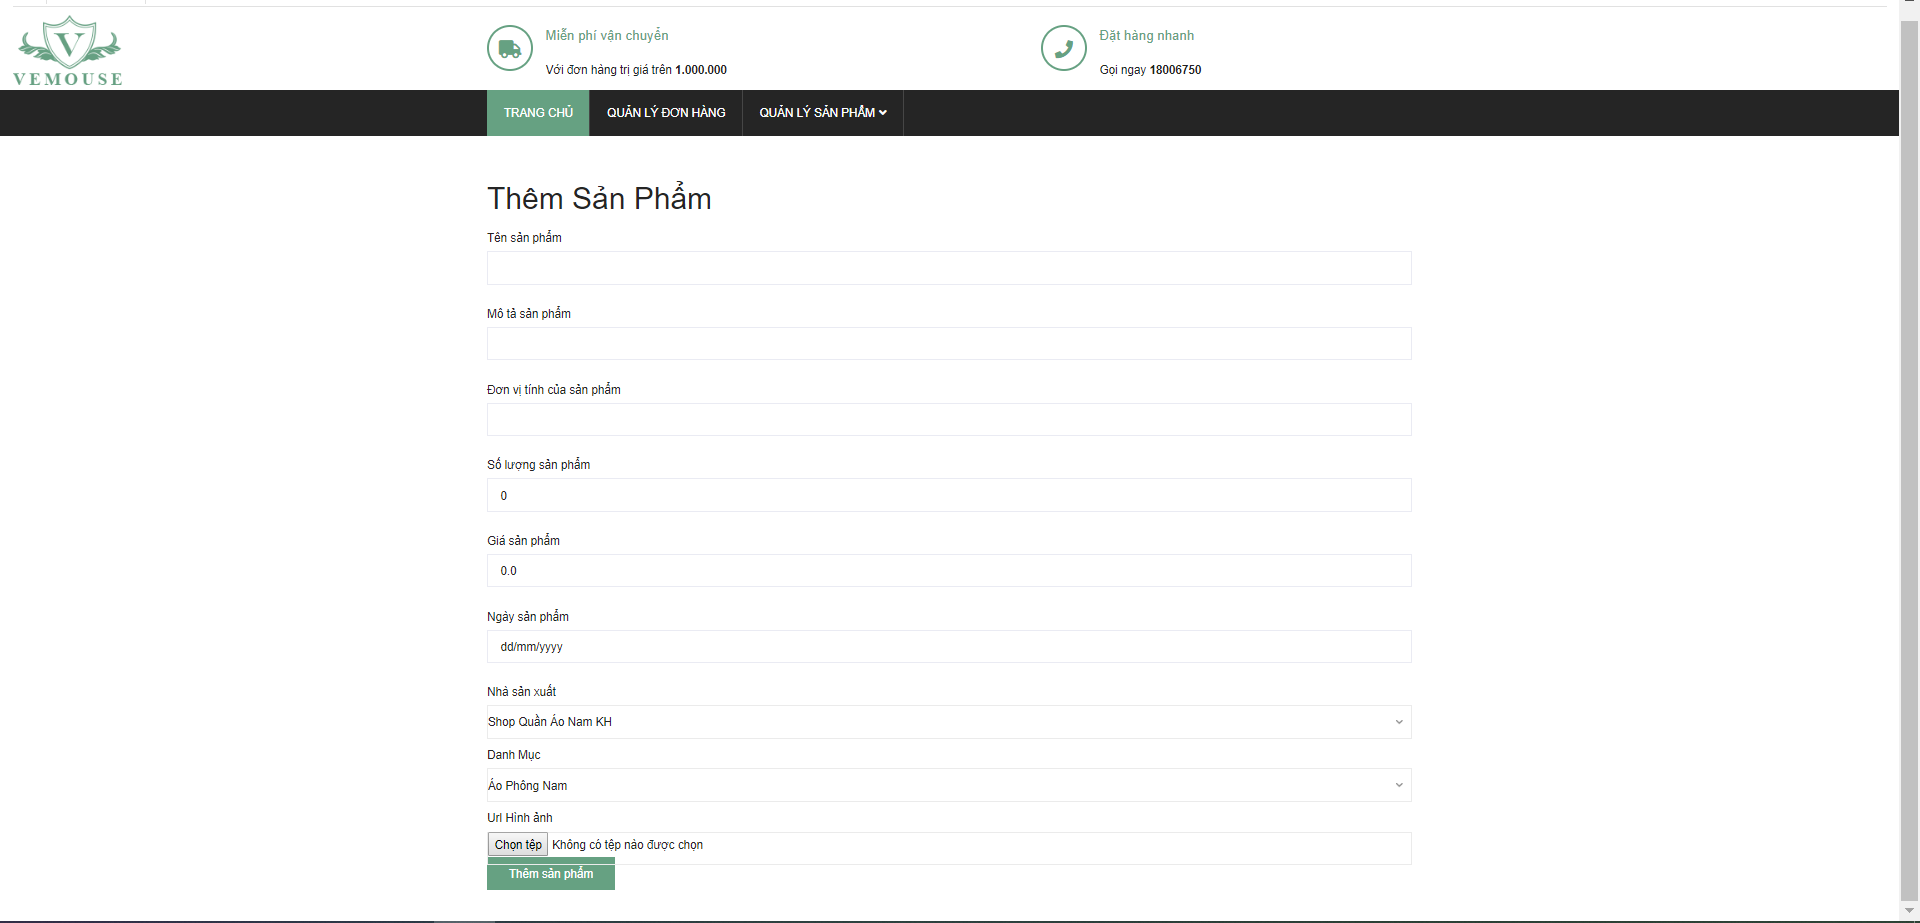 V
VEMOUSE
Miễn phí vận chuyển
Với đơn hàng trị giá trên 1.000.000
Đặt hàng nhanh
Gọi ngay 18006750
TRANG CHỦ
QUẢN LÝ ĐƠN HÀNG
QUẢN LÝ SẢN PHẨM
Thêm Sản Phẩm
Tên sản phẩm
Mô tả sản phẩm
Đơn vị tính của sản phẩm
Số lượng sản phẩm
0
Giá sản phẩm
0.0
Ngày sản phẩm
dd/mm/yyyy
Nhà sản xuất
Shop Quần Áo Nam KH
Danh Mục
Áo Phông Nam
Url Hình ảnh
Chọn tệp Không có tệp nào được chọn
Thêm sản phẩm